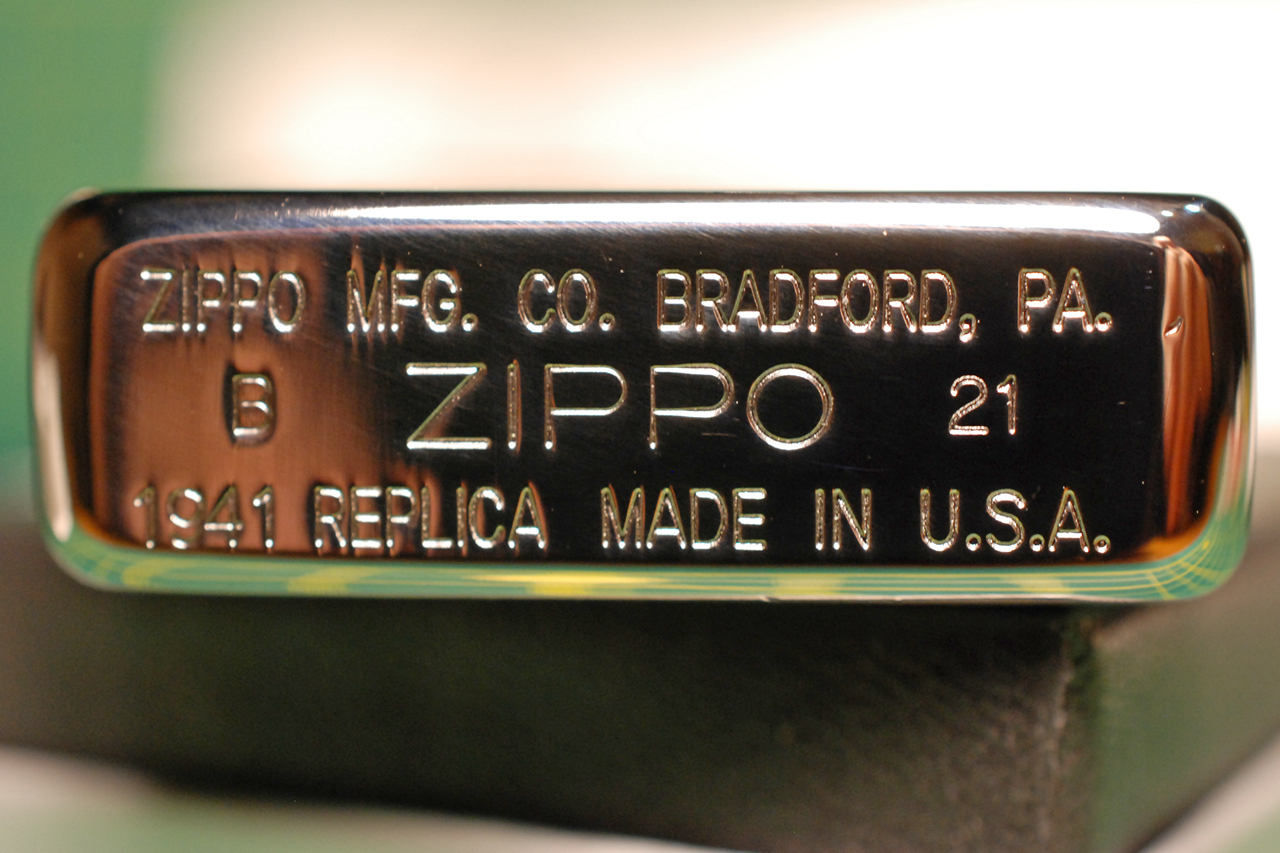 ZIPPO MFG. CO. BRADFORD, PA.
B ZIPPO 21
1941 REPLICA MADE IN U.S.A.